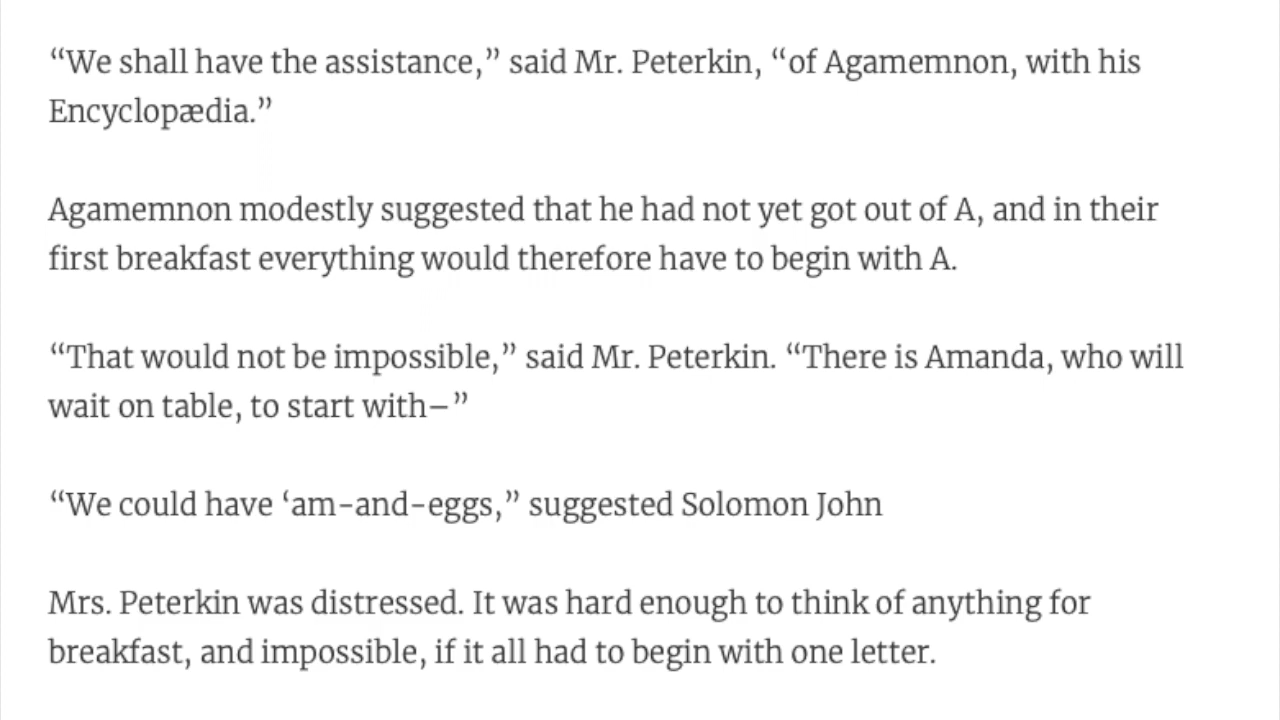 “We shall have the assistance,” said Mr. Peterkin, “of Agamemnon, with his
Encyclopædia.”
Agamemnon modestly suggested that he had not yet got out of A, and in their
first breakfast everything would therefore have to begin with A.
“That would not be impossible,” said Mr. Peterkin. “There is Amanda, who will
wait on table, to start with–”
“We could have ‘am-and-eggs,” suggested Solomon John
Mrs. Peterkin was distressed. It was hard enough to think of anything for
breakfast, and impossible, if it all had to begin with one letter.